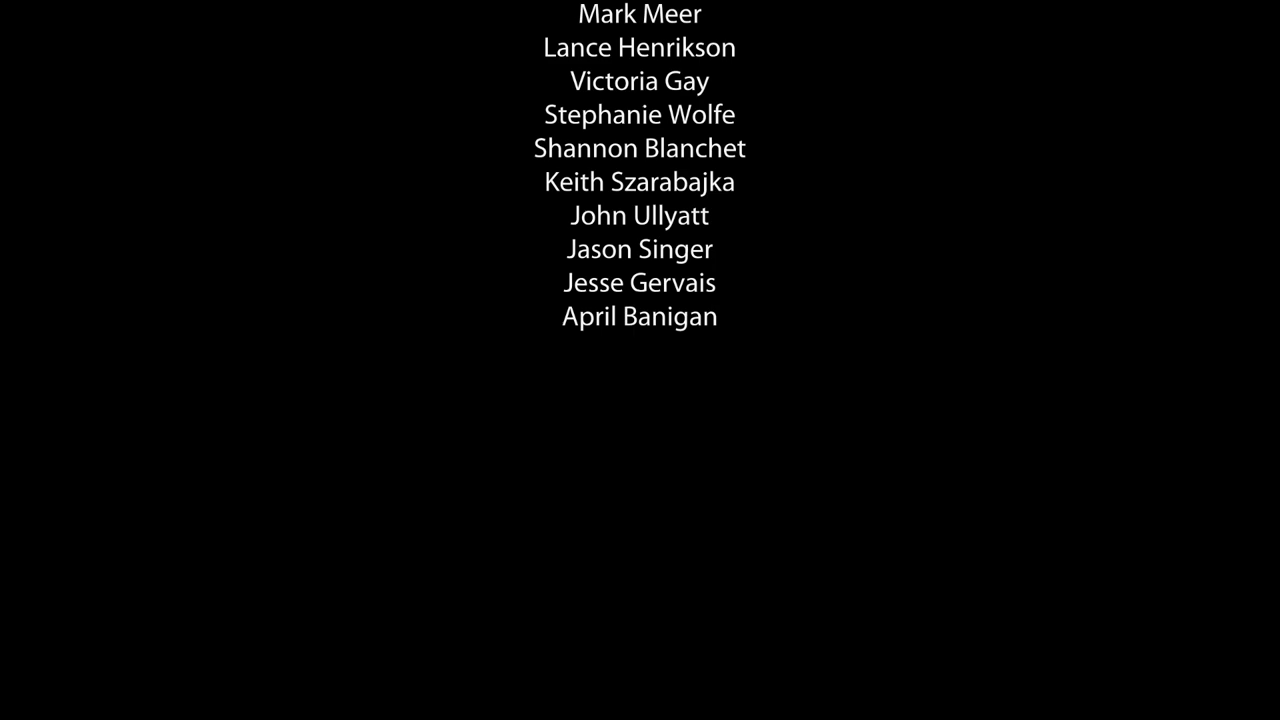 Mark Meer
Lance Henrikson
Victoria Gay
Stephanie Wolfe
Shannon Blanchet
Keith Szarabajka
John Ullyatt
Jason Singer
Jesse Gervais
April Banigan